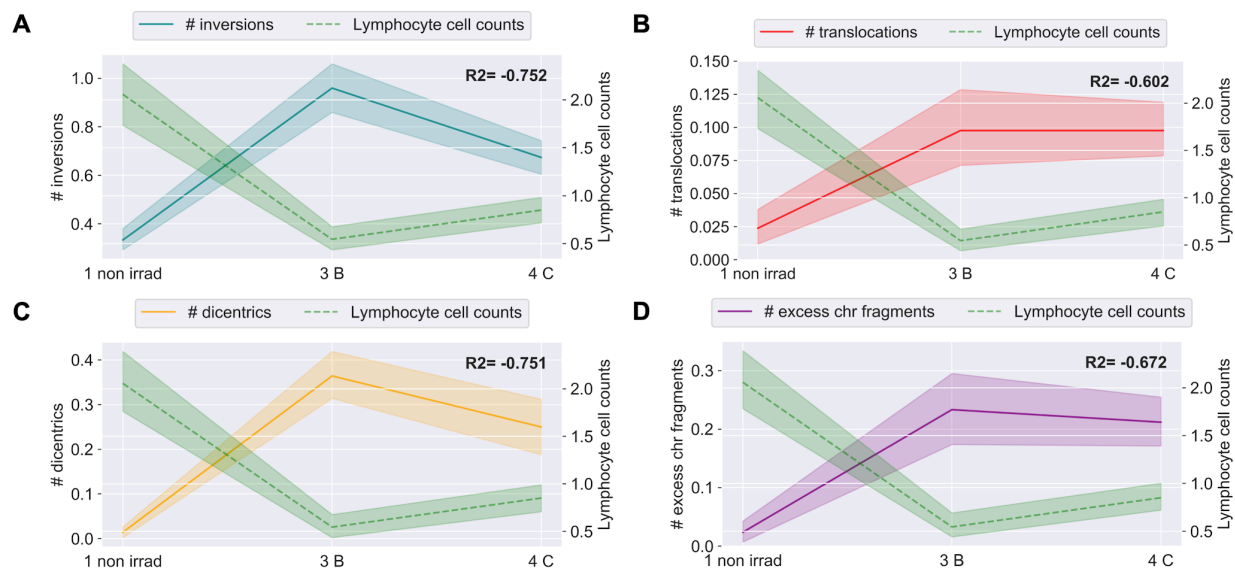 A
# inversions
Lymphocyte cell counts
R2= -0.752
1.0
0.8
0.6
0.4
# inversions
2.0
1.5
1.0
0.5
Lymphocyte cell counts
1 non irrad
3 B
4 C
B
# translocations
Lymphocyte cell counts
R2= -0.602
0.150
0.125
0.100
0.075
0.050
0.025
0.000
# translocations
2.0
1.5
1.0
0.5
Lymphocyte cell counts
1 non irrad
3 B
4 C
C
# dicentrics
Lymphocyte cell counts
R2= -0.751
0.4
0.3
0.2
0.1
0.0
# dicentrics
2.0
1.5
1.0
0.5
Lymphocyte cell counts
1 non irrad
3 B
4 C
D
# excess chr fragments
Lymphocyte cell counts
R2= -0.672
0.3
0.2
0.1
0.0
# excess chr fragments
2.0
1.5
1.0
0.5
Lymphocyte cell counts
1 non irrad
3 B
4 C